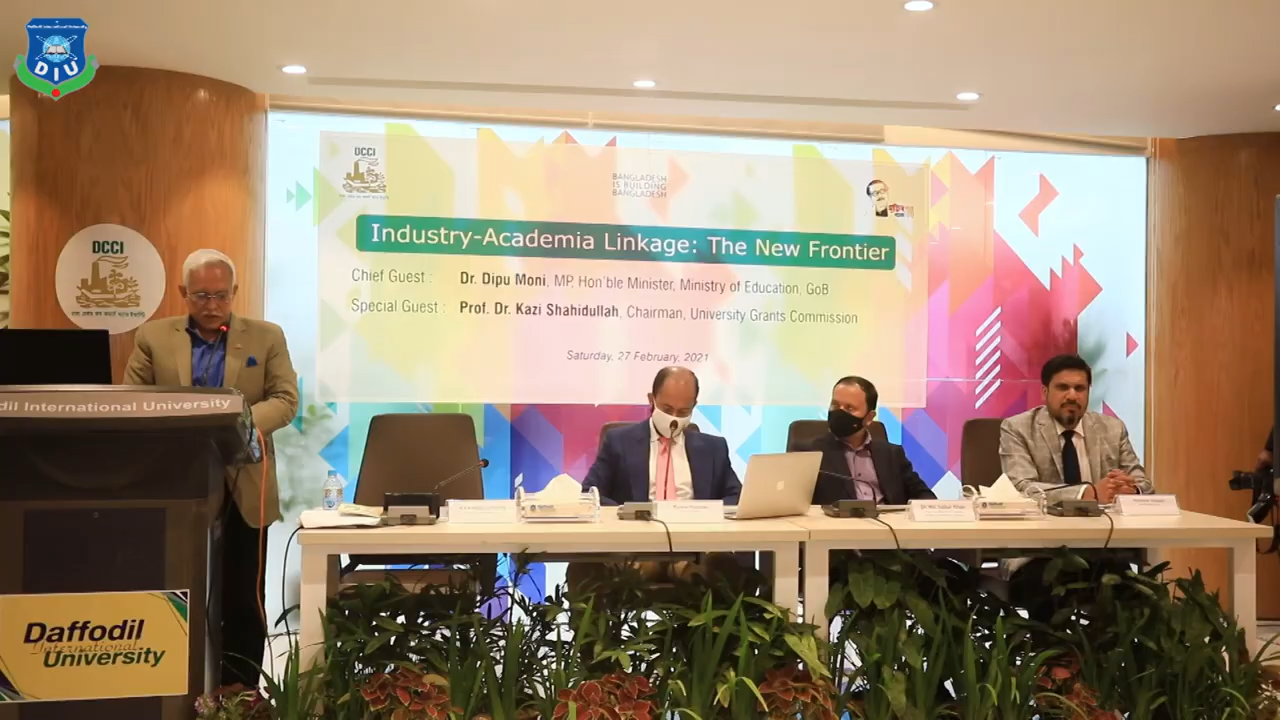 DIU
DCCI
BANGLADESH
IS BUILDING
BANGLADESH
Industry-Academia Linkage: The New Frontier
Chief Guest : Dr. Dipu Moni, MP, Hon'ble Minister, Ministry of Education, GoB
Special Guest : Prof. Dr. Kazi Shahidullah, Chairman, University Grants Commission
Saturday, 27 February, 2021
DCCI
dil International University
Daffodil
International
University